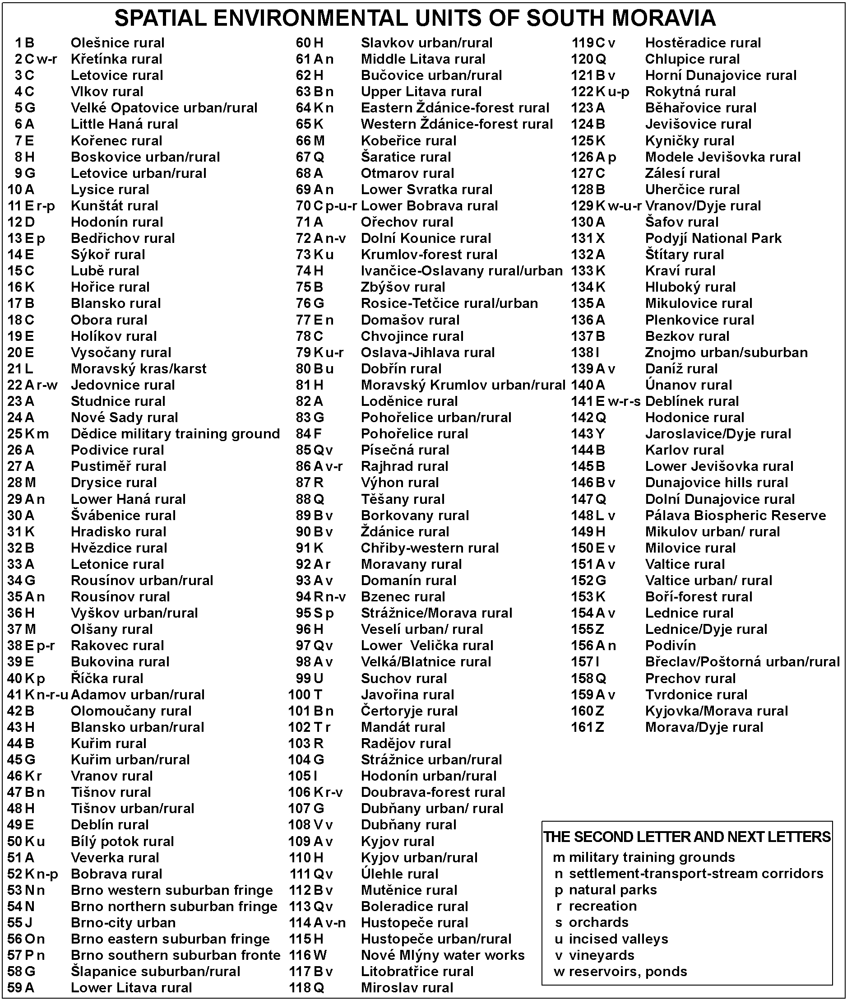 SPATIAL ENVIRONMENTAL UNITS OF SOUTH MORAVIA
1 B Olešnice rural
2 C w-r Křetínka rural
3 C Letovice rural
4 C Vlkov rural
5 G Velké Opatovice urban/rural
6 A Little Haná rural
7 E Kořenec rural
8 H Boskovice urban/rural
9 G Letovice urban/rural
10 A Lysice rural
11 E r-p Kunštát rural
12 D Hodonín rural
13 E p Bedřichov rural
14 E Sýkoř rural
15 C Lubě rural
16 K Hořice rural
17 B Blansko rural
18 C Obora rural
19 E Holíkov rural
20 E Vysočany rural
21 L Moravský kras/karst
22 A r-w Jedovnice rural
23 A Studnice rural
24 A Nové Sady rural
25 K m Dědice military training ground
26 A Podivice rural
27 A Pustiměř rural
28 M Drysice rural
29 A n Lower Haná rural
30 A Švábenice rural
31 K Hradisko rural
32 B Hvězdice rural
33 A Letonice rural
34 G Rousínov urban/rural
35 A n Rousínov rural
36 H Vyškov urban/rural
37 M Olšany rural
38 E p-r Rakovec rural
39 E Bukovina rural
40 K p Říčka rural
41 K n-r-u Adamov urban/rural
42 B Olomoučany rural
43 H Blansko urban/rural
44 B Kuřim rural
45 G Kuřim urban/rural
46 K r Vranov rural
47 B n Tišnov rural
48 H Tišnov urban/rural
49 E Deblín rural
50 K u Bílý potok rural
51 A Veverka rural
52 K n-p Bobrava rural
53 N n Brno western suburban fringe
54 N Brno northern suburban fringe
55 J Brno-city urban
56 O n Brno eastern suburban fringe
57 P n Brno southern suburban fronte
58 G Šlapanice suburban/rural
59 A Lower Litava rural
60 H Slavkov urban/rural
61 A n Middle Litava rural
62 H Bučovice urban/rural
63 B n Upper Litava rural
64 K n Eastern Ždánice-forest rural
65 K Western Ždánice-forest rural
66 M Kobeřice rural
67 Q Šaratice rural
68 A Otmarov rural
69 A n Lower Svratka rural
70 C p-u-r Lower Bobrava rural
71 A Ořechov rural
72 A n-v Dolní Kounice rural
73 K u Krumlov-forest rural
74 H Ivančice-Oslavany rural/urban
75 B Zbýšov rural
76 G Rosice-Tetčice rural/urban
77 E n Domašov rural
78 C Chvojince rural
79 K u-r Oslava-Jihlava rural
80 B u Dobřín rural
81 H Moravský Krumlov urban/rural
82 A Loděnice rural
83 G Pohořelice urban/rural
84 F Pohořelice rural
85 Q v Písečná rural
86 A v-r Rajhrad rural
87 R Výhon rural
88 Q Těšany rural
89 B v Borkovany rural
90 B v Ždánice rural
91 K Chřiby-western rural
92 A r Moravany rural
93 A v Domanín rural
94 R n-v Bzenec rural
95 S p Strážnice/Morava rural
96 H Veselí urban/ rural
97 Q v Lower Velička rural
98 A v Velká/Blatnice rural
99 U Suchov rural
100 T Javořina rural
101 B n Čertoryje rural
102 T r Mandát rural
103 R Radějov rural
104 G Strážnice urban/rural
105 I Hodonín urban/rural
106 K r-v Doubrava-forest rural
107 G Dubňany urban/ rural
108 V v Dubňany rural
109 A v Kyjov rural
110 H Kyjov urban/rural
111 Q v Úlehle rural
112 B v Mutěnice rural
113 Q v Boleradice rural
114 A v-n Hustopeče rural
115 H Hustopeče urban/rural
116 W Nové Mlýny water works
117 B v Litobratřice rural
118 Q Miroslav rural
119 C v Hostěradice rural
120 Q Chlupice rural
121 B v Horní Dunajovice rural
122 K u-p Rokytná rural
123 A Běhařovice rural
124 B Jevišovice rural
125 K Kyničky rural
126 A p Modele Jevišovka rural
127 C Zálesí rural
128 B Uherčice rural
129 K w-u-r Vranov/Dyje rural
130 A Šafov rural
131 X Podyjí National Park
132 A Štítary rural
133 K Kraví rural
134 K Hluboký rural
135 A Mikulovice rural
136 A Plenkovice rural
137 B Bezkov rural
138 I Znojmo urban/suburban
139 A v Daníž rural
140 A Únanov rural
141 E w-r-s Deblínek rural
142 Q Hodonice rural
143 Y Jaroslavice/Dyje rural
144 B Karlov rural
145 B Lower Jevišovka rural
146 B v Dunajovice hills rural
147 Q Dolní Dunajovice rural
148 L v Pálava Biospheric Reserve
149 H Mikulov urban/ rural
150 E v Milovice rural
151 A v Valtice rural
152 G Valtice urban/ rural
153 K Boří-forest rural
154 A v Lednice rural
155 Z Lednice/Dyje rural
156 A n Podivín
157 I Břeclav/Poštorná urban/rural
158 Q Prechov rural
159 A v Tvrdonice rural
160 Z Kyjovka/Morava rural
161 Z Morava/Dyje rural
THE SECOND LETTER AND NEXT LETTERS
m military training grounds
n settlement-transport-stream corridors
p natural parks
r recreation
s orchards
u incised valleys
v vineyards
w reservoirs, ponds